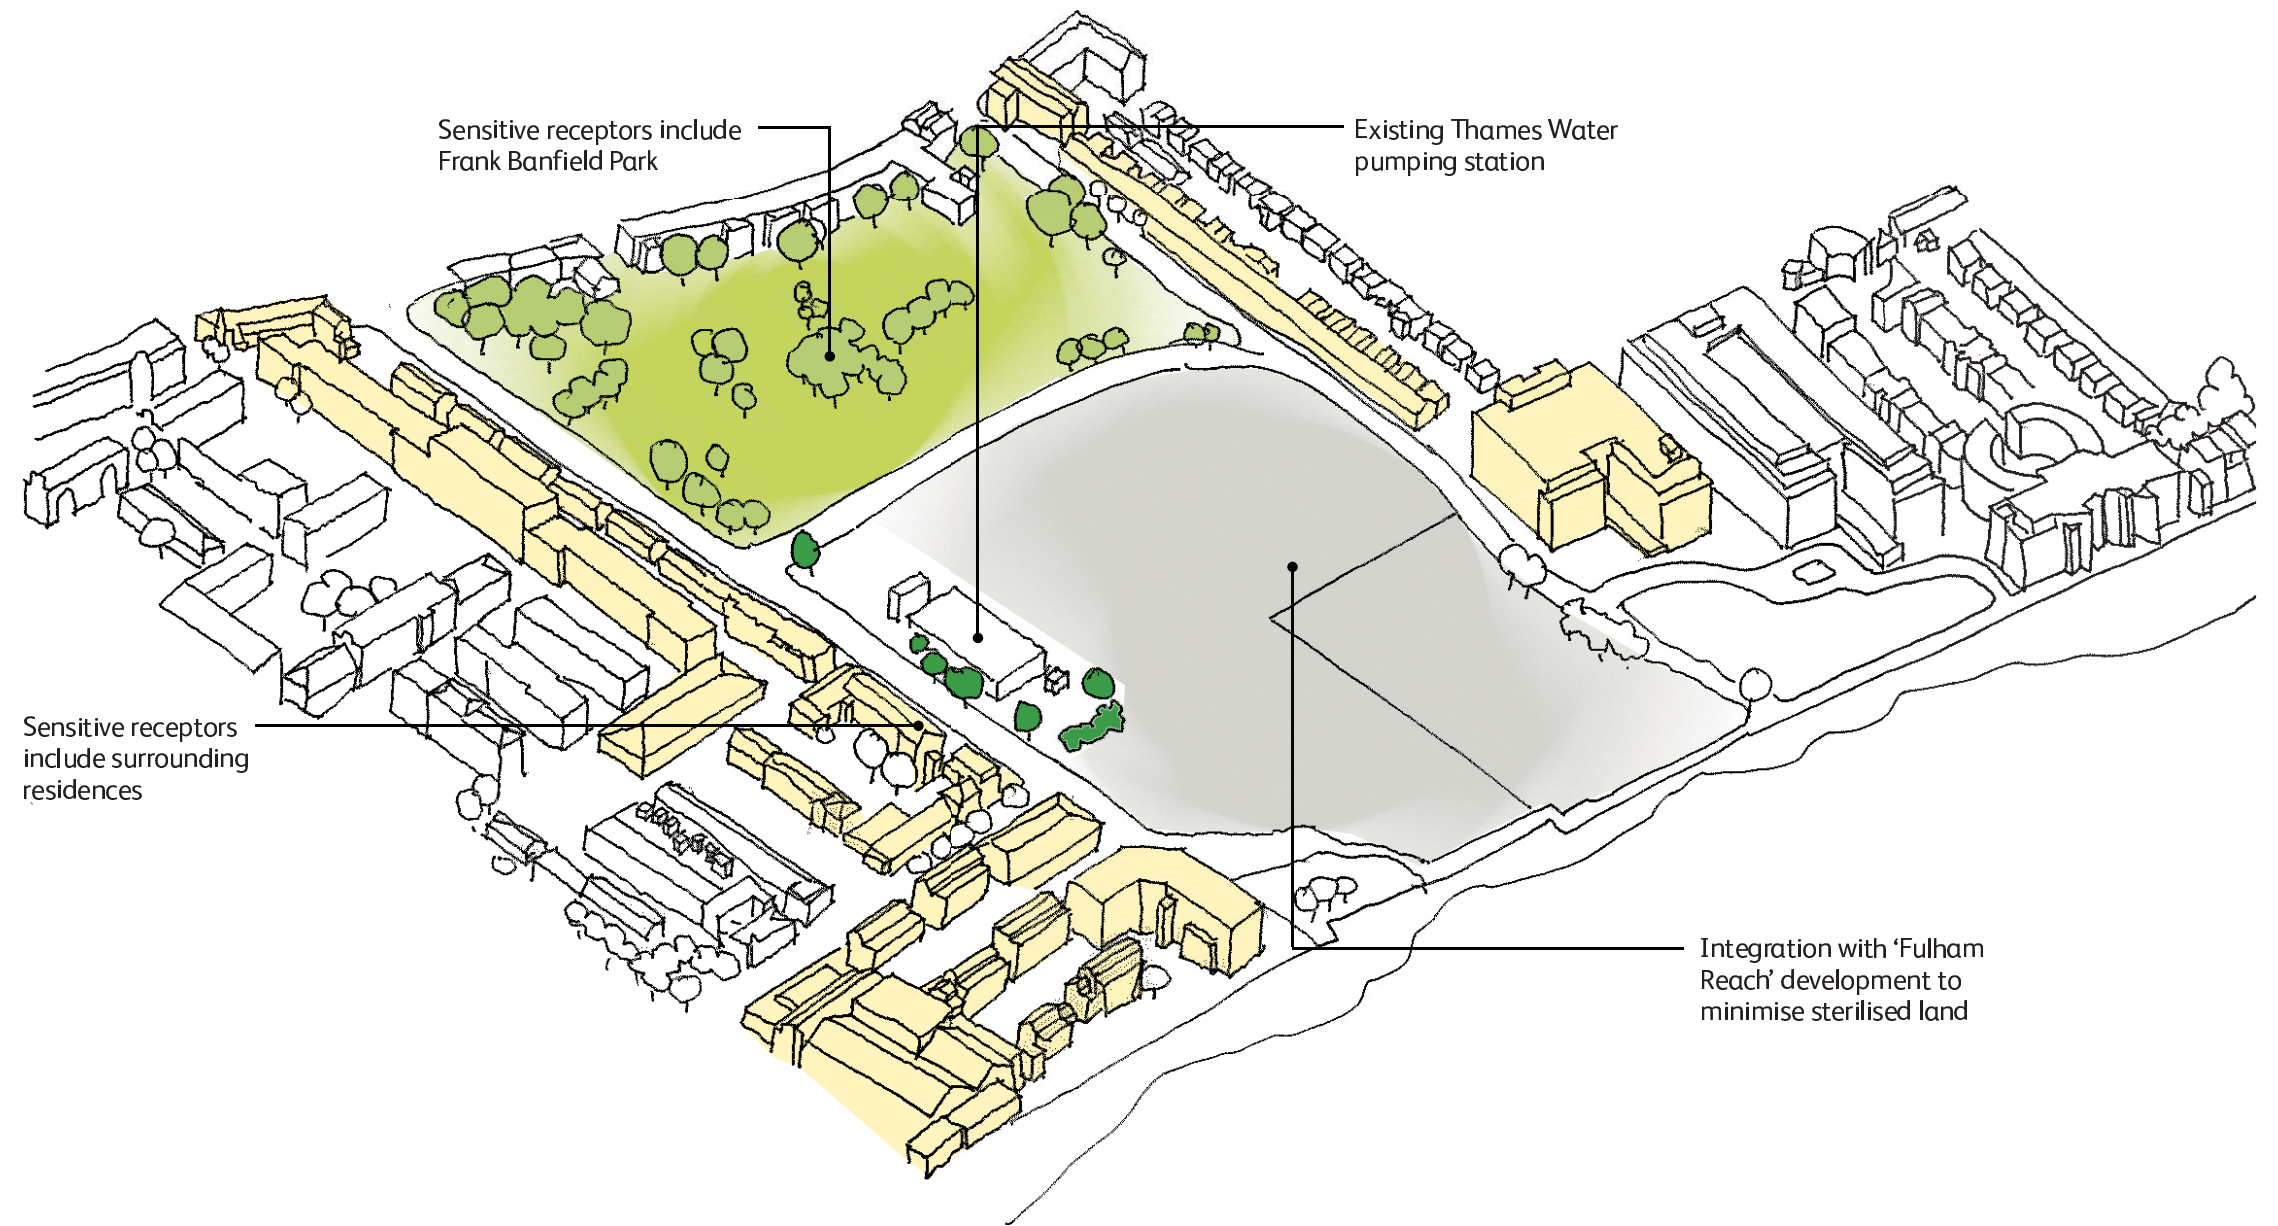 Sensitive receptors include
Frank Banfield Park
Existing Thames Water
pumping station
Sensitive receptors
include surrounding
residences
Integration with ‘Fulham
Reach’ development to
minimise sterilised land